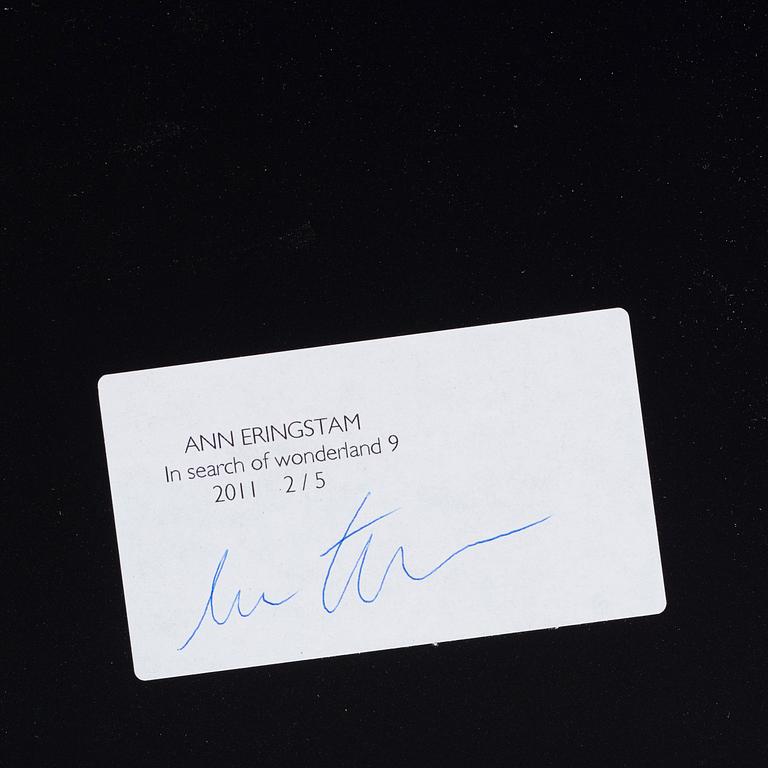 ANN ERINGSTAM
In search of wonderland 9
2011 2/5